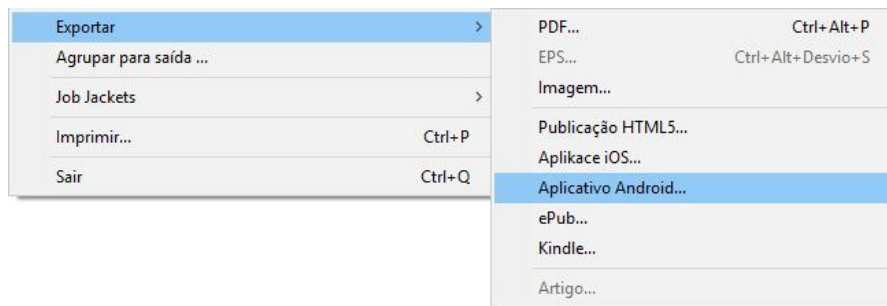 Exportar >
Agrupar para saída ...
Job Jackets >
Imprimir... Ctrl+P
Sair Ctrl+Q
PDF... Ctrl+Alt+P
EPS... Ctrl+Alt+Desvio+S
Imagem...
Publicação HTML5...
Aplikace iOS...
Aplicativo Android...
ePub...
Kindle...
Artigo...